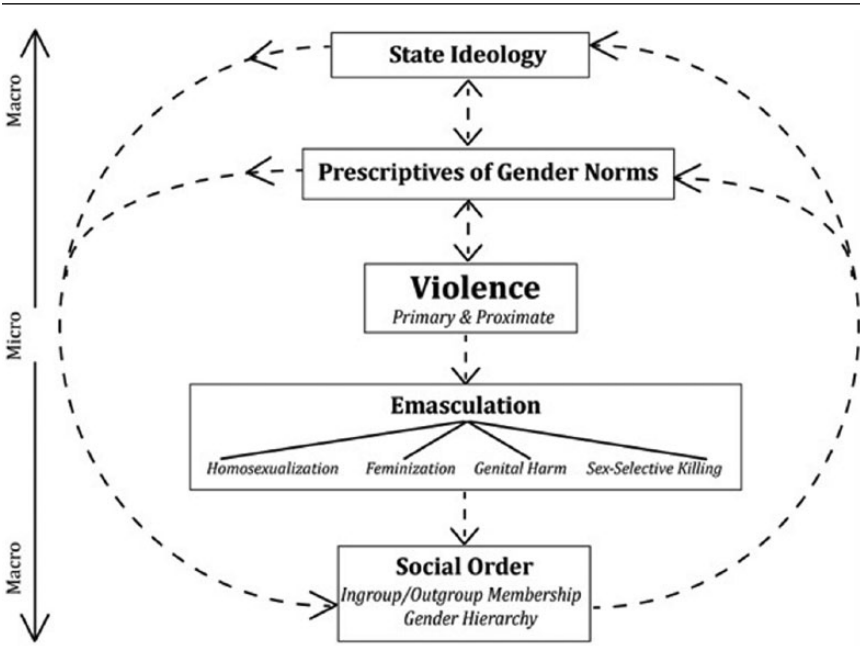 State Ideology
Macro
Prescriptives of Gender Norms
Violence
Primary & Proximate
Micro
Emasculation
Homosexualization Feminization Genital Harm Sex-Selective Killing
Macro
Social Order
Ingroup/Outgroup Membership
Gender Hierarchy